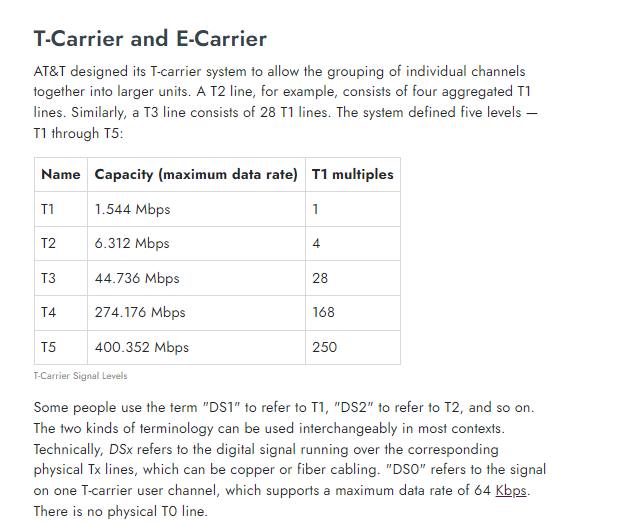 T-Carrier and E-Carrier
AT&T designed its T-carrier system to allow the grouping of individual channels
together into larger units. A T2 line, for example, consists of four aggregated T1
lines. Similarly, a T3 line consists of 28 T1 lines. The system defined five levels —
T1 through T5:
Name Capacity (maximum data rate) T1 multiples
T1 1.544 Mbps 1
T2 6.312 Mbps 4
T3 44.736 Mbps 28
T4 274.176 Mbps 168
T5 400.352 Mbps 250
T-Carrier Signal Levels
Some people use the term "DS1" to refer to T1, "DS2" to refer to T2, and so on.
The two kinds of terminology can be used interchangeably in most contexts.
Technically, DSx refers to the digital signal running over the corresponding
physical Tx lines, which can be copper or fiber cabling. "DS0" refers to the signal
on one T-carrier user channel, which supports a maximum data rate of 64 Kbps.
There is no physical T0 line.